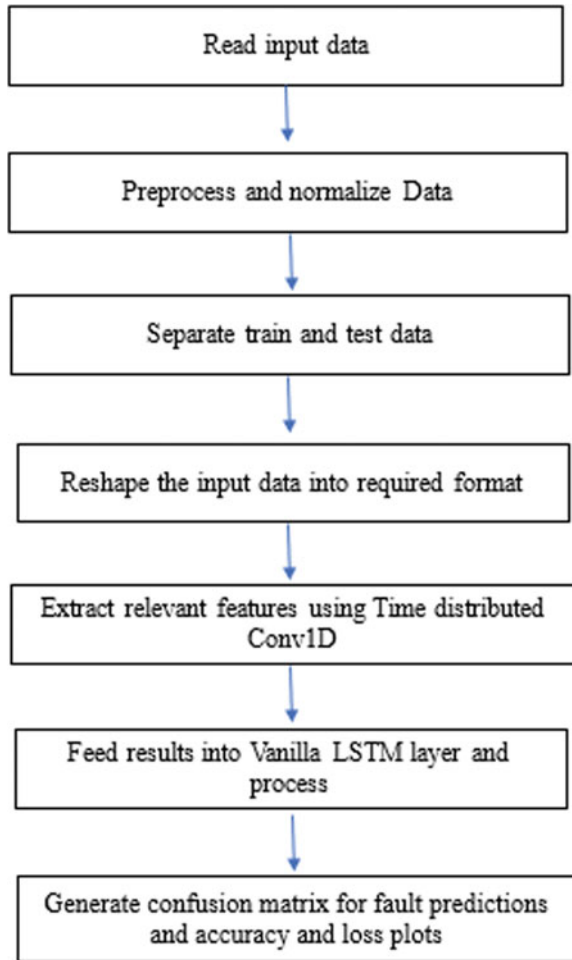 Read input data
Preprocess and normalize Data
Separate train and test data
Reshape the input data into required format
Extract relevant features using Time distributed
Conv1D
Feed results into Vanilla LSTM layer and
process
Generate confusion matrix for fault predictions
and accuracy and loss plots